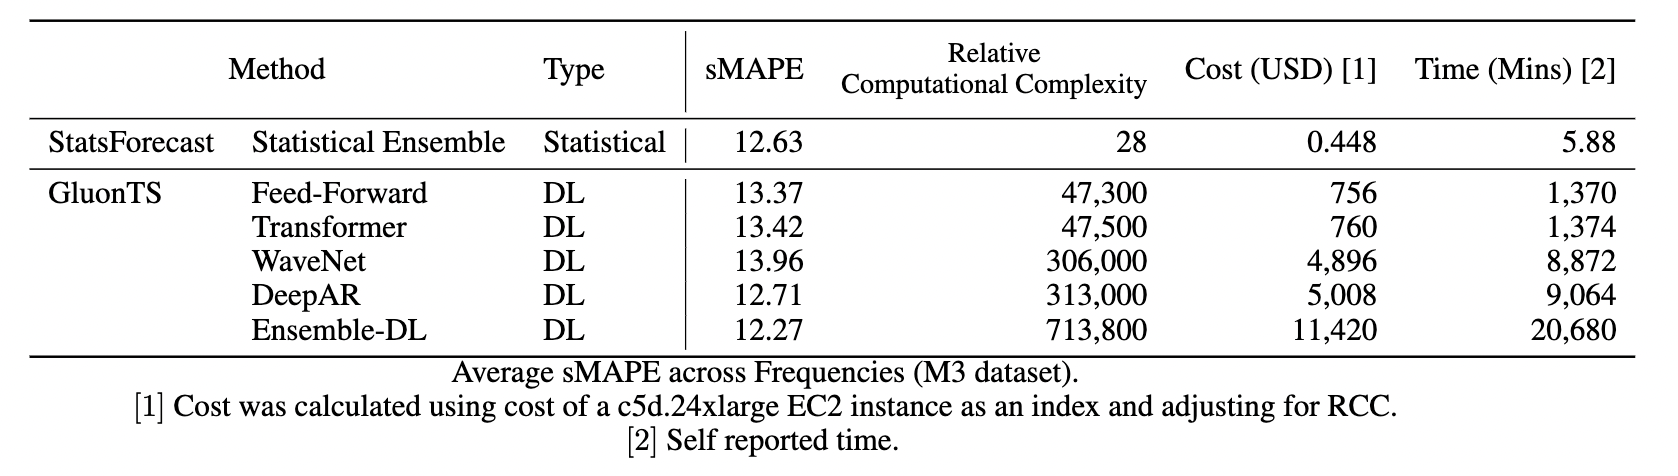 Method Type sMAPE Relative Computational Complexity Cost (USD) [1] Time (Mins) [2]
StatsForecast Statistical Ensemble Statistical 12.63 28 0.448 5.88
GluonTS Feed-Forward DL 13.37 47,300 756 1,370
Transformer DL 13.42 47,500 760 1,374
WaveNet DL 13.96 306,000 4,896 8,872
DeepAR DL 12.71 313,000 5,008 9,064
Ensemble-DL DL 12.27 713,800 11,420 20,680
Average sMAPE across Frequencies (M3 dataset).
[1] Cost was calculated using cost of a c5d.24xlarge EC2 instance as an index and adjusting for RCC.
[2] Self reported time.